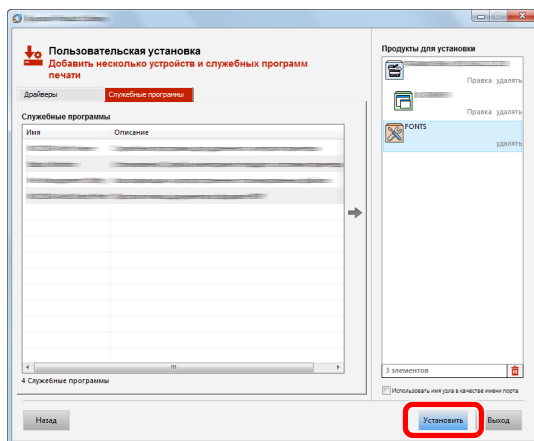 Пользовательская установка
Добавить несколько устройств и служебных программ
печати
Драйверы
Служебные программы
Служебные программы
Имя
Описание
4 Служебные программы
Продукты для установки
Правка удалять
Правка удалять
FONTS
удалять
3 элементов
Использовать имя узла в качестве имени порта
Назад
Установить
Выход